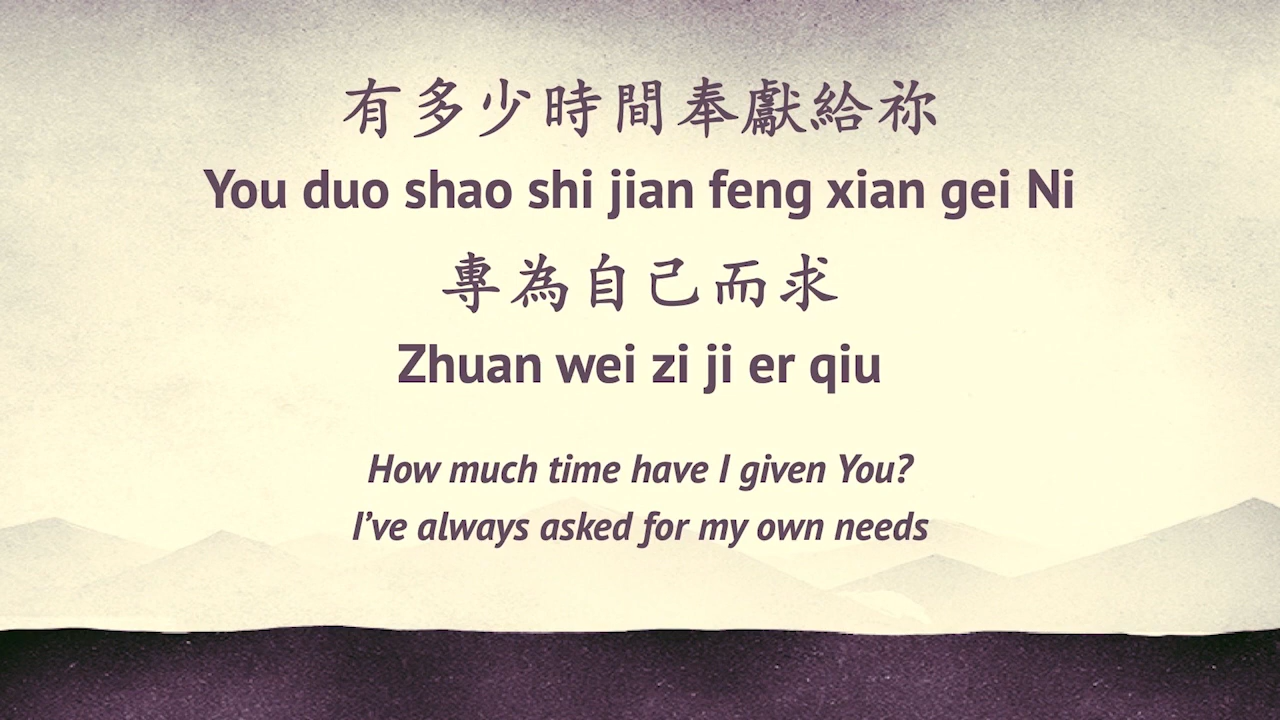 有多少時間奉獻給祢
You duo shao shi jian feng xian gei Ni
專為自己而求
Zhuan wei zi ji er qiu
How much time have I given You?
I’ve always asked for my own needs